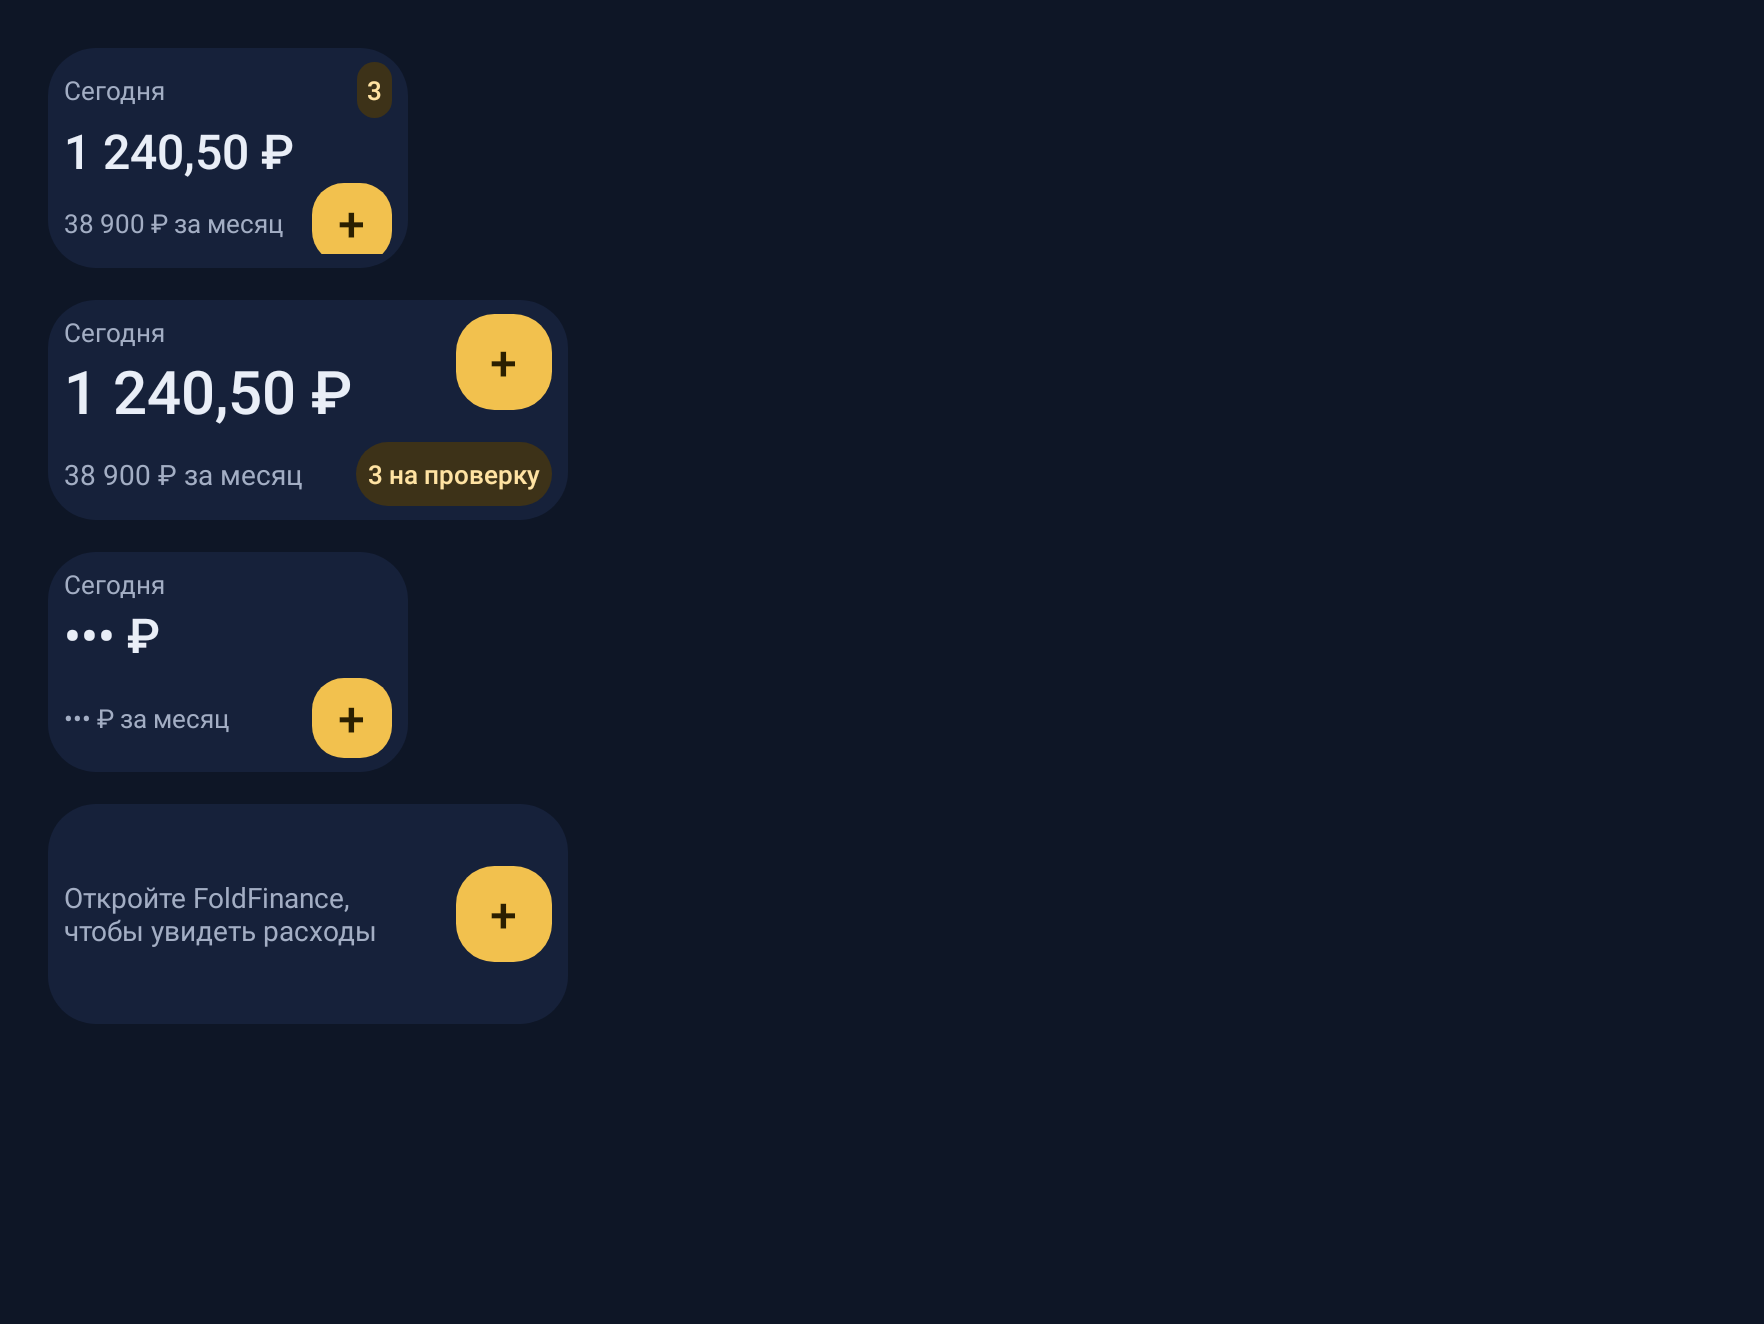 Сегодня
3
1 240,50 ₽
38 900 ₽ за месяц
+
Сегодня
+
1 240,50 ₽
38 900 ₽ за месяц
3 на проверку
Сегодня
••• ₽
••• ₽ за месяц
+
Откройте FoldFinance,
чтобы увидеть расходы
+